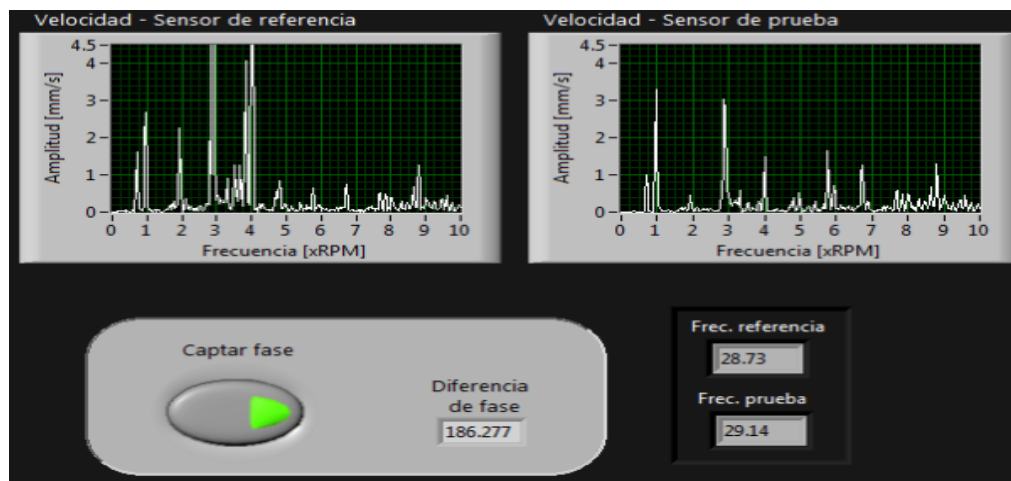 Velocidad - Sensor de referencia
4.5
4
3
2
1
0
Amplitud [mm/s]
0 1 2 3 4 5 6 7 8 9 10
Frecuencia [xRPM]
Velocidad - Sensor de prueba
4.5
4
3
2
1
0
Amplitud [mm/s]
0 1 2 3 4 5 6 7 8 9 10
Frecuencia [xRPM]
Captar fase
Diferencia
de fase
186.277
Frec. referencia
28.73
Frec. prueba
29.14